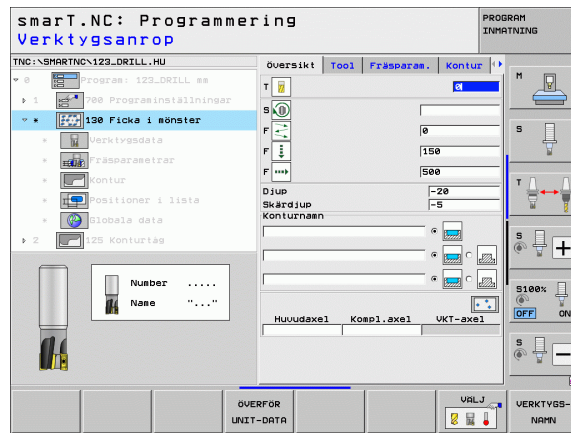 smarT.NC: Programmering
Verktygsanrop
PROGRAM
INMATNING
TNC:\SMARTNC\123_DRILL.HU
0 Program: 123_DRILL mm
1 700 Programinställningar
* 130 Ficka i mönster
* Verktygsdata
* Fräsparametrar
* Kontur
* Positioner i lista
* Globala data
2 125 Konturtåg
Number .....
Name "..."
Översikt Tool Fräsparam. Kontur
T 0
S
F 0
F 150
F 500
Djup -20
Skärdjup -5
Konturnamn
Huvudaxel Kompl.axel VKT-axel
M
S
T
S
S100%
OFF ON
S
ÖVERFÖR
UNIT-DATA
VALJ
VERKTYGS-
NAMN